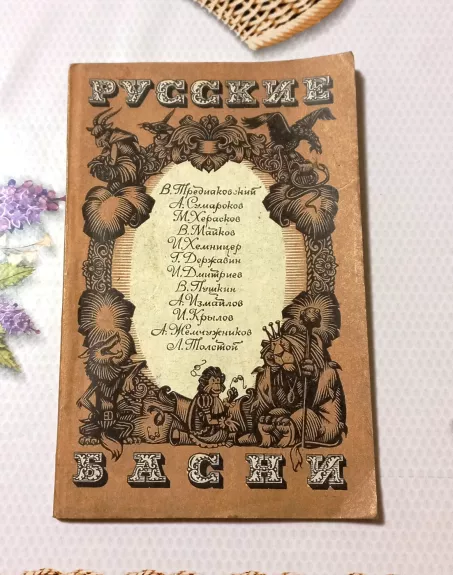 РУССКИЕ
В. Тредиаковский
А. Сумароков
М. Херасков
В. Майков
И. Хемницер
Г. Державин
И. Дмитриев
В. Пушкин
А. Измайлов
И. Крылов
А. Жемчужников
Л. Толстой
БАСНИ